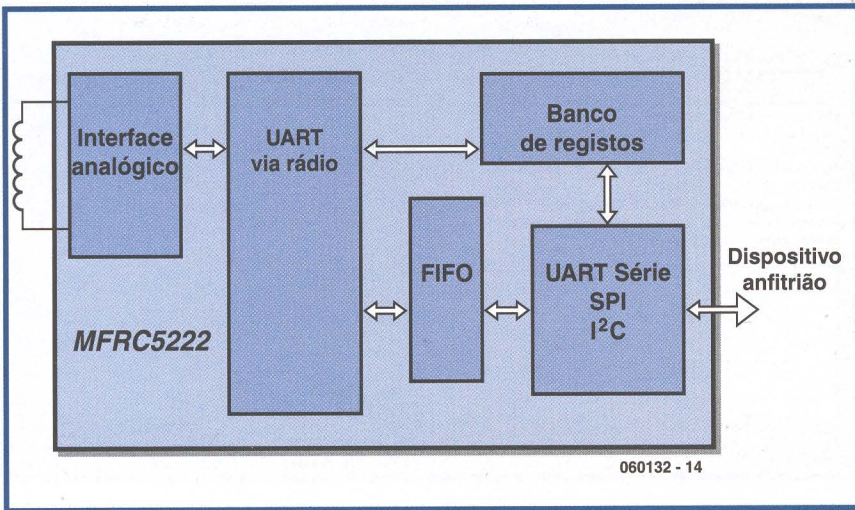 Interface
analógico
UART
via rádio
Banco
de registos
FIFO
UART Série
SPI
I²C
Dispositivo
anfitrião
MFRC5222
060132 - 14